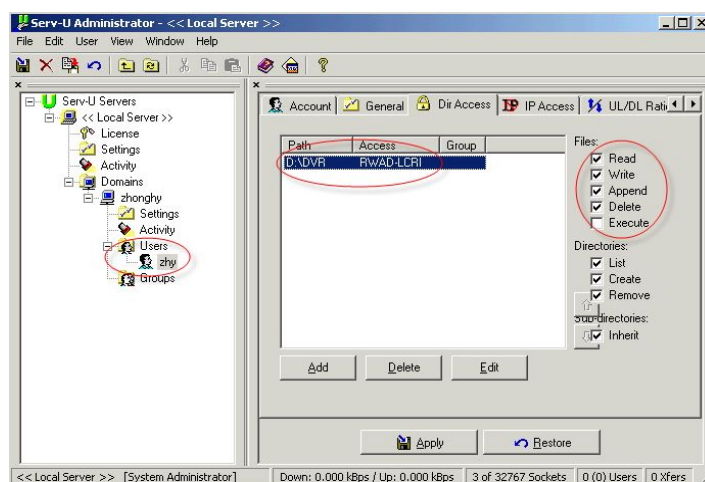 Serv-U Administrator - << Local Server >>
File Edit User View Window Help
Serv-U Servers
<< Local Server >>
License
Settings
Activity
Domains
zhonghy
Settings
Activity
Users
zhy
Groups
Account General Dir Access IP Access UL/DL Rati
Path Access Group
D:\DVR RWAD-LCRI
Files:
Read
Write
Append
Delete
Execute
Directories:
List
Create
Remove
Sub-directories:
Inherit
Add Delete Edit
Apply Restore
<< Local Server >> [System Administrator] Down: 0.000 kBps / Up: 0.000 kBps 3 of 32767 Sockets 0 (0) Users 0 Xfers